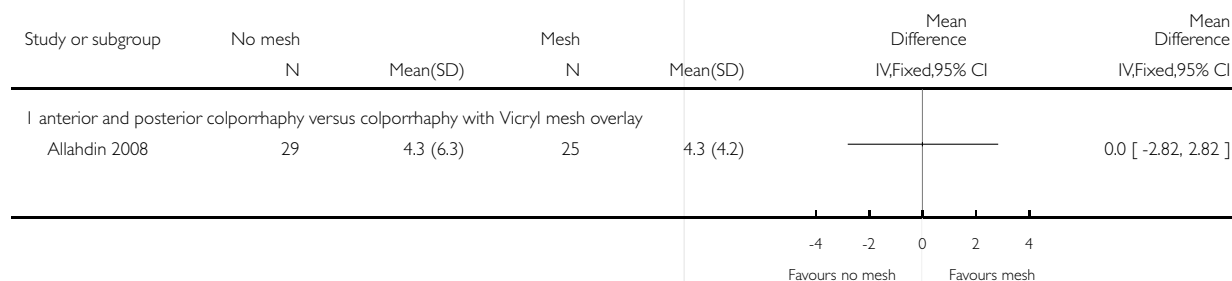 Mean Mean
Study or subgroup No mesh Mesh Difference Difference
N Mean(SD) N Mean(SD) IV,Fixed,95% CI IV,Fixed,95% CI
1 anterior and posterior colporrhaphy versus colporrhaphy with Vicryl mesh overlay
Allahdin 2008 29 4.3 (6.3) 25 4.3 (4.2) 0.0 [ -2.82, 2.82 ]
-4 -2 0 2 4
Favours no mesh Favours mesh